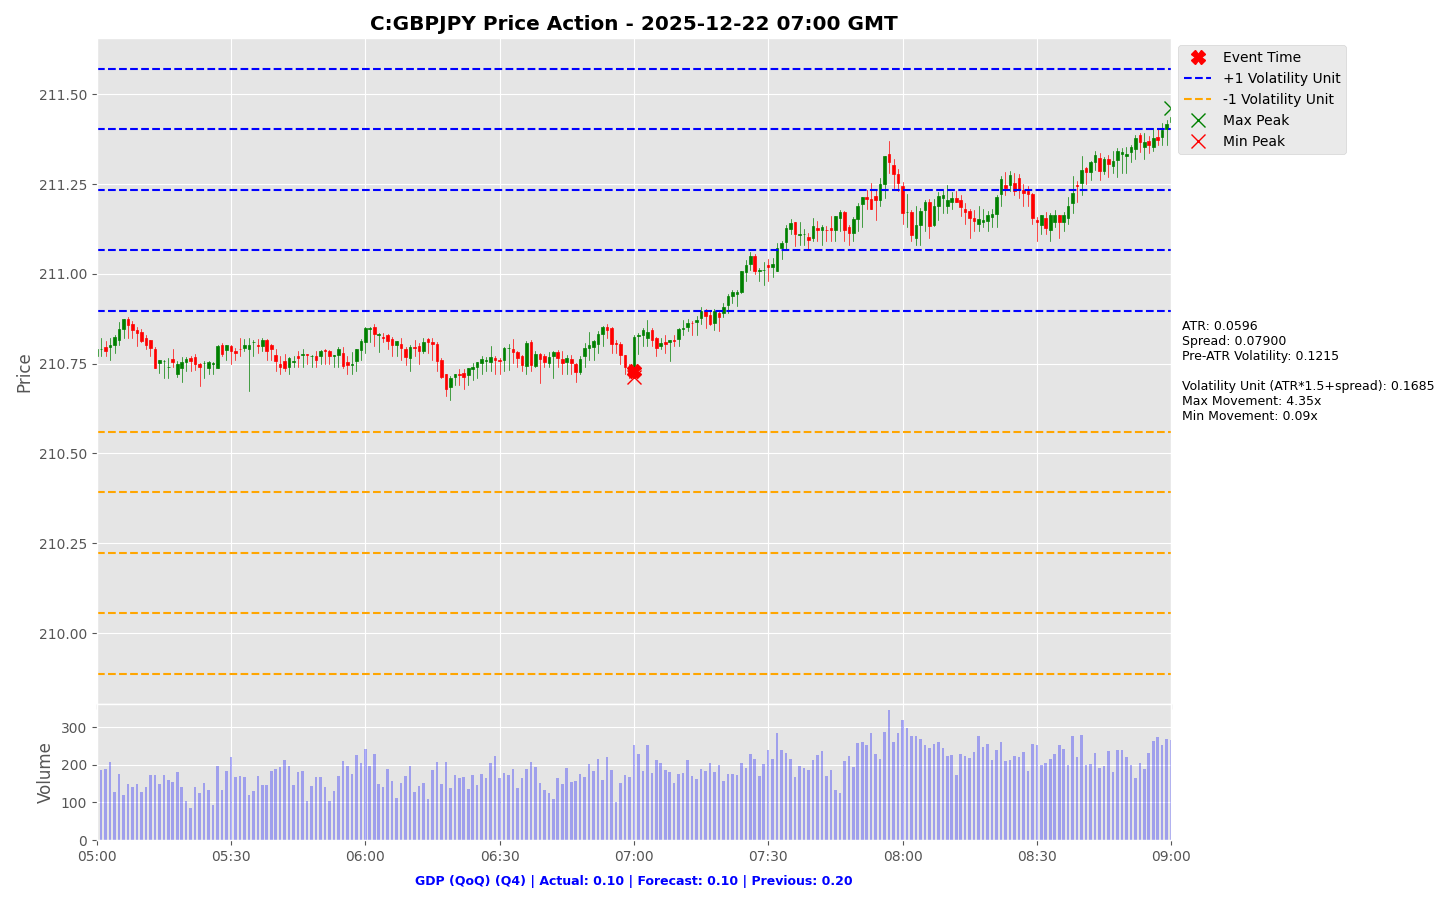 C:GBPJPY Price Action - 2025-12-22 07:00 GMT
Event Time
+1 Volatility Unit
-1 Volatility Unit
Max Peak
Min Peak
211.50
211.25
211.00
210.75
210.50
210.25
210.00
Price
ATR: 0.0596
Spread: 0.07900
Pre-ATR Volatility: 0.1215
Volatility Unit (ATR*1.5+spread): 0.1685
Max Movement: 4.35x
Min Movement: 0.09x
300
200
100
0
Volume
05:00 05:30 06:00 06:30 07:00 07:30 08:00 08:30 09:00
GDP (QoQ) (Q4) | Actual: 0.10 | Forecast: 0.10 | Previous: 0.20